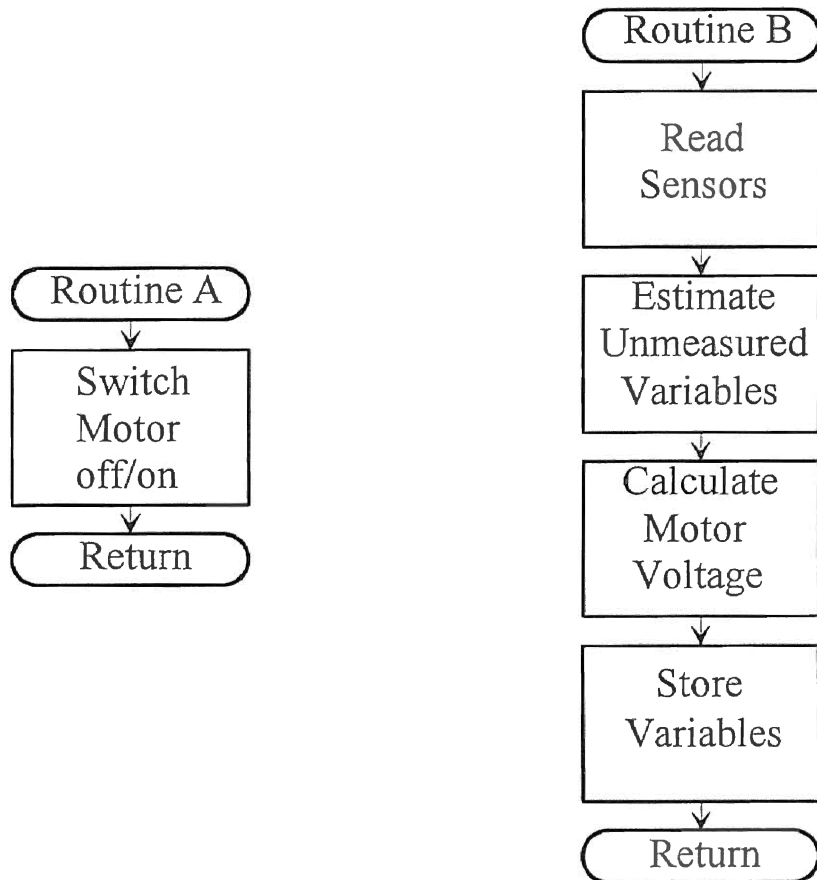 Routine A
Switch
Motor
off/on
Return
Routine B
Read
Sensors
Estimate
Unmeasured
Variables
Calculate
Motor
Voltage
Store
Variables
Return